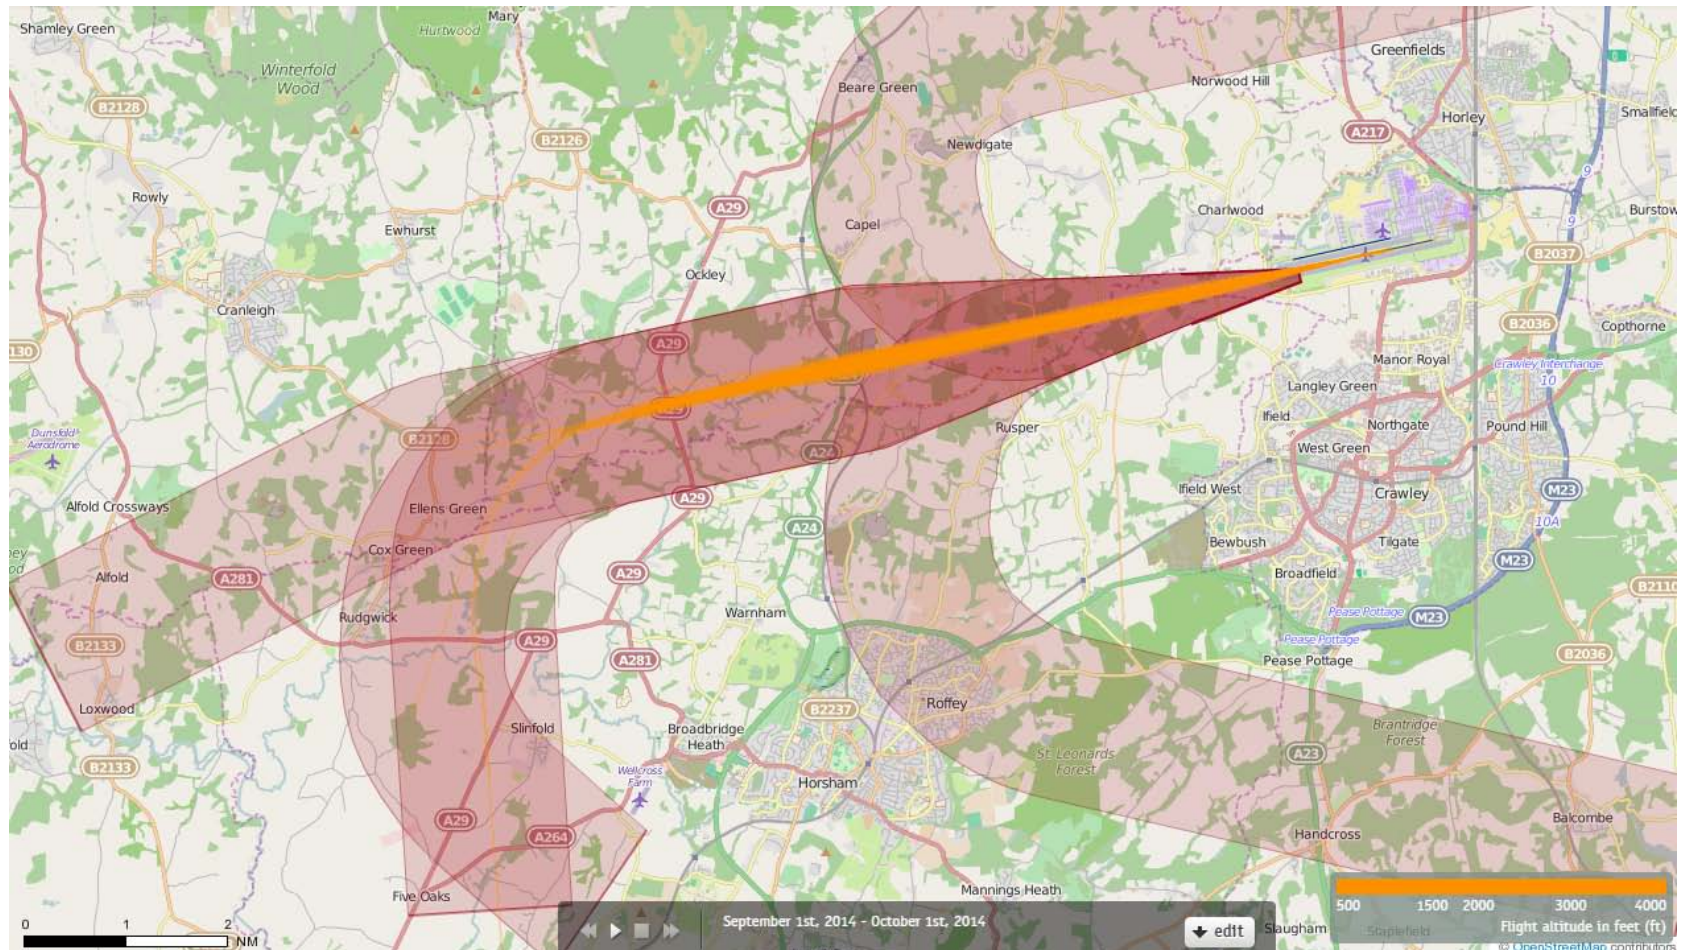 Mary
Shamley Green
Hurtwood
Greenfields
Winterfold
Wood
Beare Green
Norwood Hill
B2128
Smallfield
Horley
A217
B2126
Newdigate
9
Rowly
A29
Charlwood
Burstow
9
Capel
Ewhurst
B2037
Ockley
Cranleigh
B2036
Copthorne
A29
130
Manor Royal
Crawley Interchange
10
Langley Green
A29
Ifield
Northgate
Pound Hill
Rusper
Dunsfold
Aerodrome
B2128
West Green
A24
Ifield West
Crawley
M23
A29
Alfold Crossways
Ellens Green
A24
10A
Bewbush
Tilgate
Cox Green
M23
Alfold
A281
A29
Broadfield
B2110
Warnham
Pease Pottage
M23
Rudgwick
Pease Pottage
B2133
A29
A281
Pease Pottage
B2036
Loxwood
Roffey
B2237
Slinfold
Broadbridge
Heath
Brantridge
Forest
old
St Leonards
Forest
A23
B2133
Wellcross
Farm
Horsham
A29
A264
Handcross
Balcombe
Five Oaks
Mannings Heath
0 1 2
NM
September 1st, 2014 - October 1st, 2014
edit
Slaugham
Staplefield
500 1500 2000 3000 4000
Flight altitude in feet (ft)
© OpenStreetMap contributors